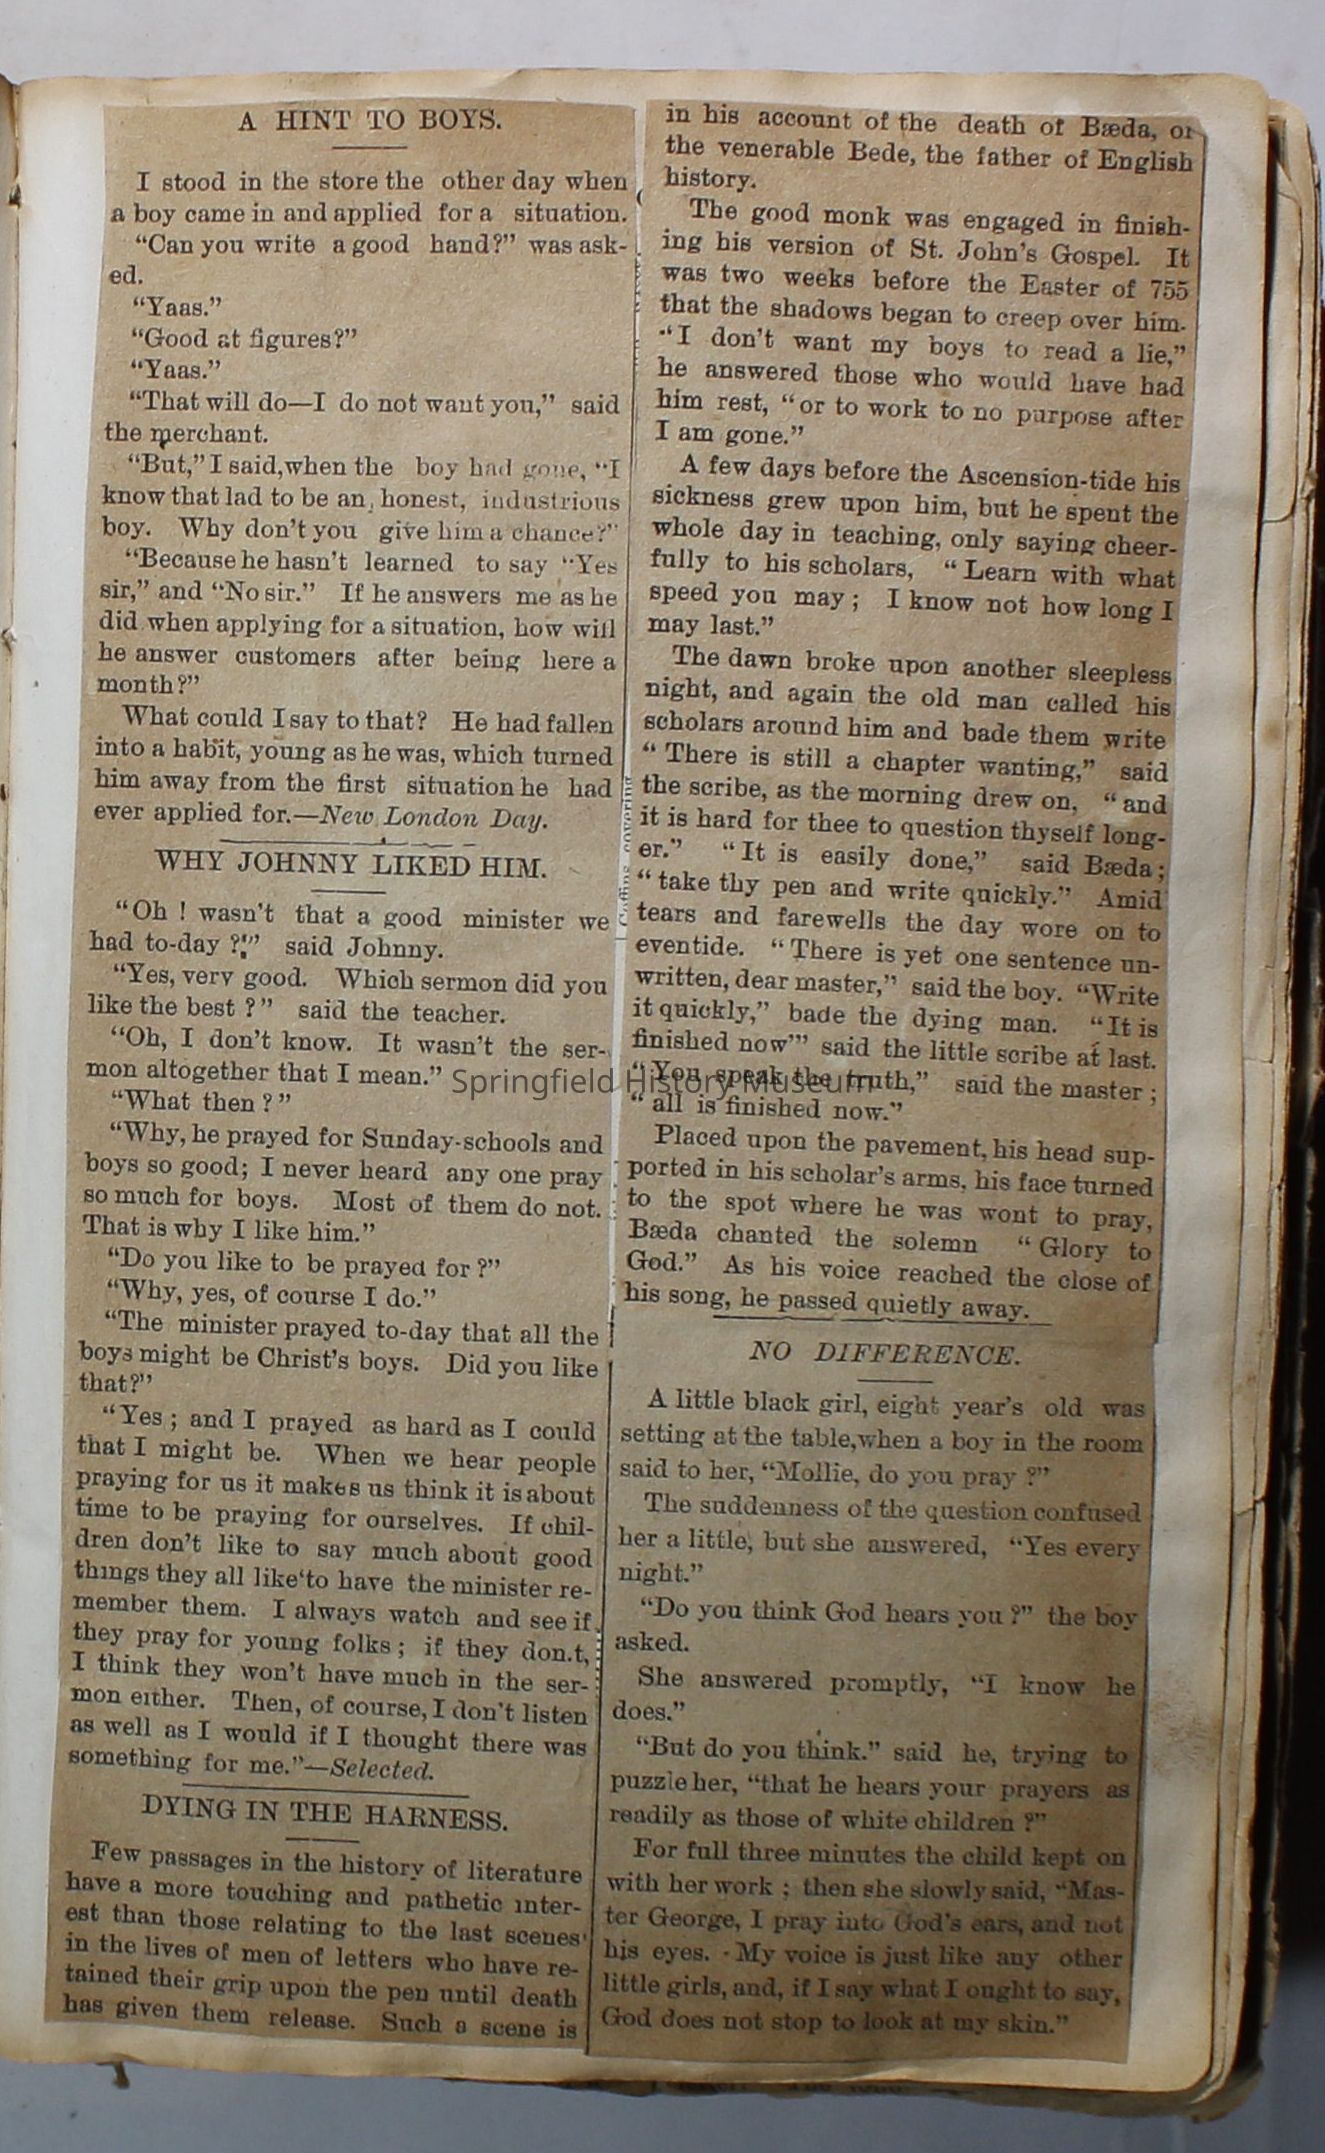 A HINT TO BOYS.
I stood in the store the other day when
a boy came in and applied for a situation.
"Can you write a good hand?" was ask-
ed.
"Yaas."
"Good at figures?"
"Yaas."
"That will do—I do not want you," said
the merchant.
"But," I said, when the boy had gone, "I
know that lad to be an, honest, industrious
boy. Why don't you give him a chance?"
"Because he hasn't learned to say "Yes
sir," and "No sir." If he answers me as he
did when applying for a situation, how will
he answer customers after being here a
month?"
What could I say to that? He had fallen
into a habit, young as he was, which turned
him away from the first situation he had
ever applied for.—New London Day.
WHY JOHNNY LIKED HIM.
"Oh ! wasn't that a good minister we
had to-day ?" said Johnny.
"Yes, very good. Which sermon did you
like the best ?" said the teacher.
"Oh, I don't know. It wasn't the ser-
mon altogether that I mean."
"What then ?"
"Why, he prayed for Sunday-schools and
boys so good; I never heard any one pray
so much for boys. Most of them do not.
That is why I like him."
"Do you like to be prayed for ?"
"Why, yes, of course I do."
"The minister prayed to-day that all the
boys might be Christ's boys. Did you like
that?"
"Yes ; and I prayed as hard as I could
that I might be. When we hear people
praying for us it makes us think it is about
time to be praying for ourselves. If chil-
dren don't like to say much about good
things they all like to have the minister re-
member them. I always watch and see if
they pray for young folks ; if they don.t,
I think they won't have much in the ser-
mon either. Then, of course, I don't listen
as well as I would if I thought there was
something for me."—Selected.
DYING IN THE HARNESS.
Few passages in the history of literature
have a more touching and pathetic inter-
est than those relating to the last scenes
in the lives of men of letters who have re-
tained their grip upon the pen until death
has given them release. Such a scene is
in his account of the death of Bæda, or
the venerable Bede, the father of English
history.
The good monk was engaged in finish-
ing his version of St. John's Gospel. It
was two weeks before the Easter of 755
that the shadows began to creep over him.
"I don't want my boys to read a lie,"
he answered those who would have had
him rest, "or to work to no purpose after
I am gone."
A few days before the Ascension-tide his
sickness grew upon him, but he spent the
whole day in teaching, only saying cheer-
fully to his scholars, "Learn with what
speed you may ; I know not how long I
may last."
The dawn broke upon another sleepless
night, and again the old man called his
scholars around him and bade them write
"There is still a chapter wanting," said
the scribe, as the morning drew on, "and
it is hard for thee to question thyself long-
er." "It is easily done," said Bæda ;
"take thy pen and write quickly." Amid
tears and farewells the day wore on to
eventide. "There is yet one sentence un-
written, dear master," said the boy. "Write
it quickly," bade the dying man. "It is
finished now'" said the little scribe at last.
"You speak the truth," said the master ;
"all is finished now."
Placed upon the pavement, his head sup-
ported in his scholar's arms, his face turned
to the spot where he was wont to pray,
Bæda chanted the solemn "Glory to
God." As his voice reached the close of
his song, he passed quietly away.
NO DIFFERENCE.
A little black girl, eight year's old was
setting at the table, when a boy in the room
said to her, "Mollie, do you pray ?"
The suddenness of the question confused
her a little, but she answered, "Yes every
night."
"Do you think God hears you ?" the boy
asked.
She answered promptly, "I know he
does."
"But do you think." said he, trying to
puzzle her, "that he hears your prayers as
readily as those of white children ?"
For full three minutes the child kept on
with her work ; then she slowly said, "Mas-
ter George, I pray into God's ears, and not
his eyes. My voice is just like any other
little girls, and, if I say what I ought to say,
God does not stop to look at my skin."
Springfield History Museum